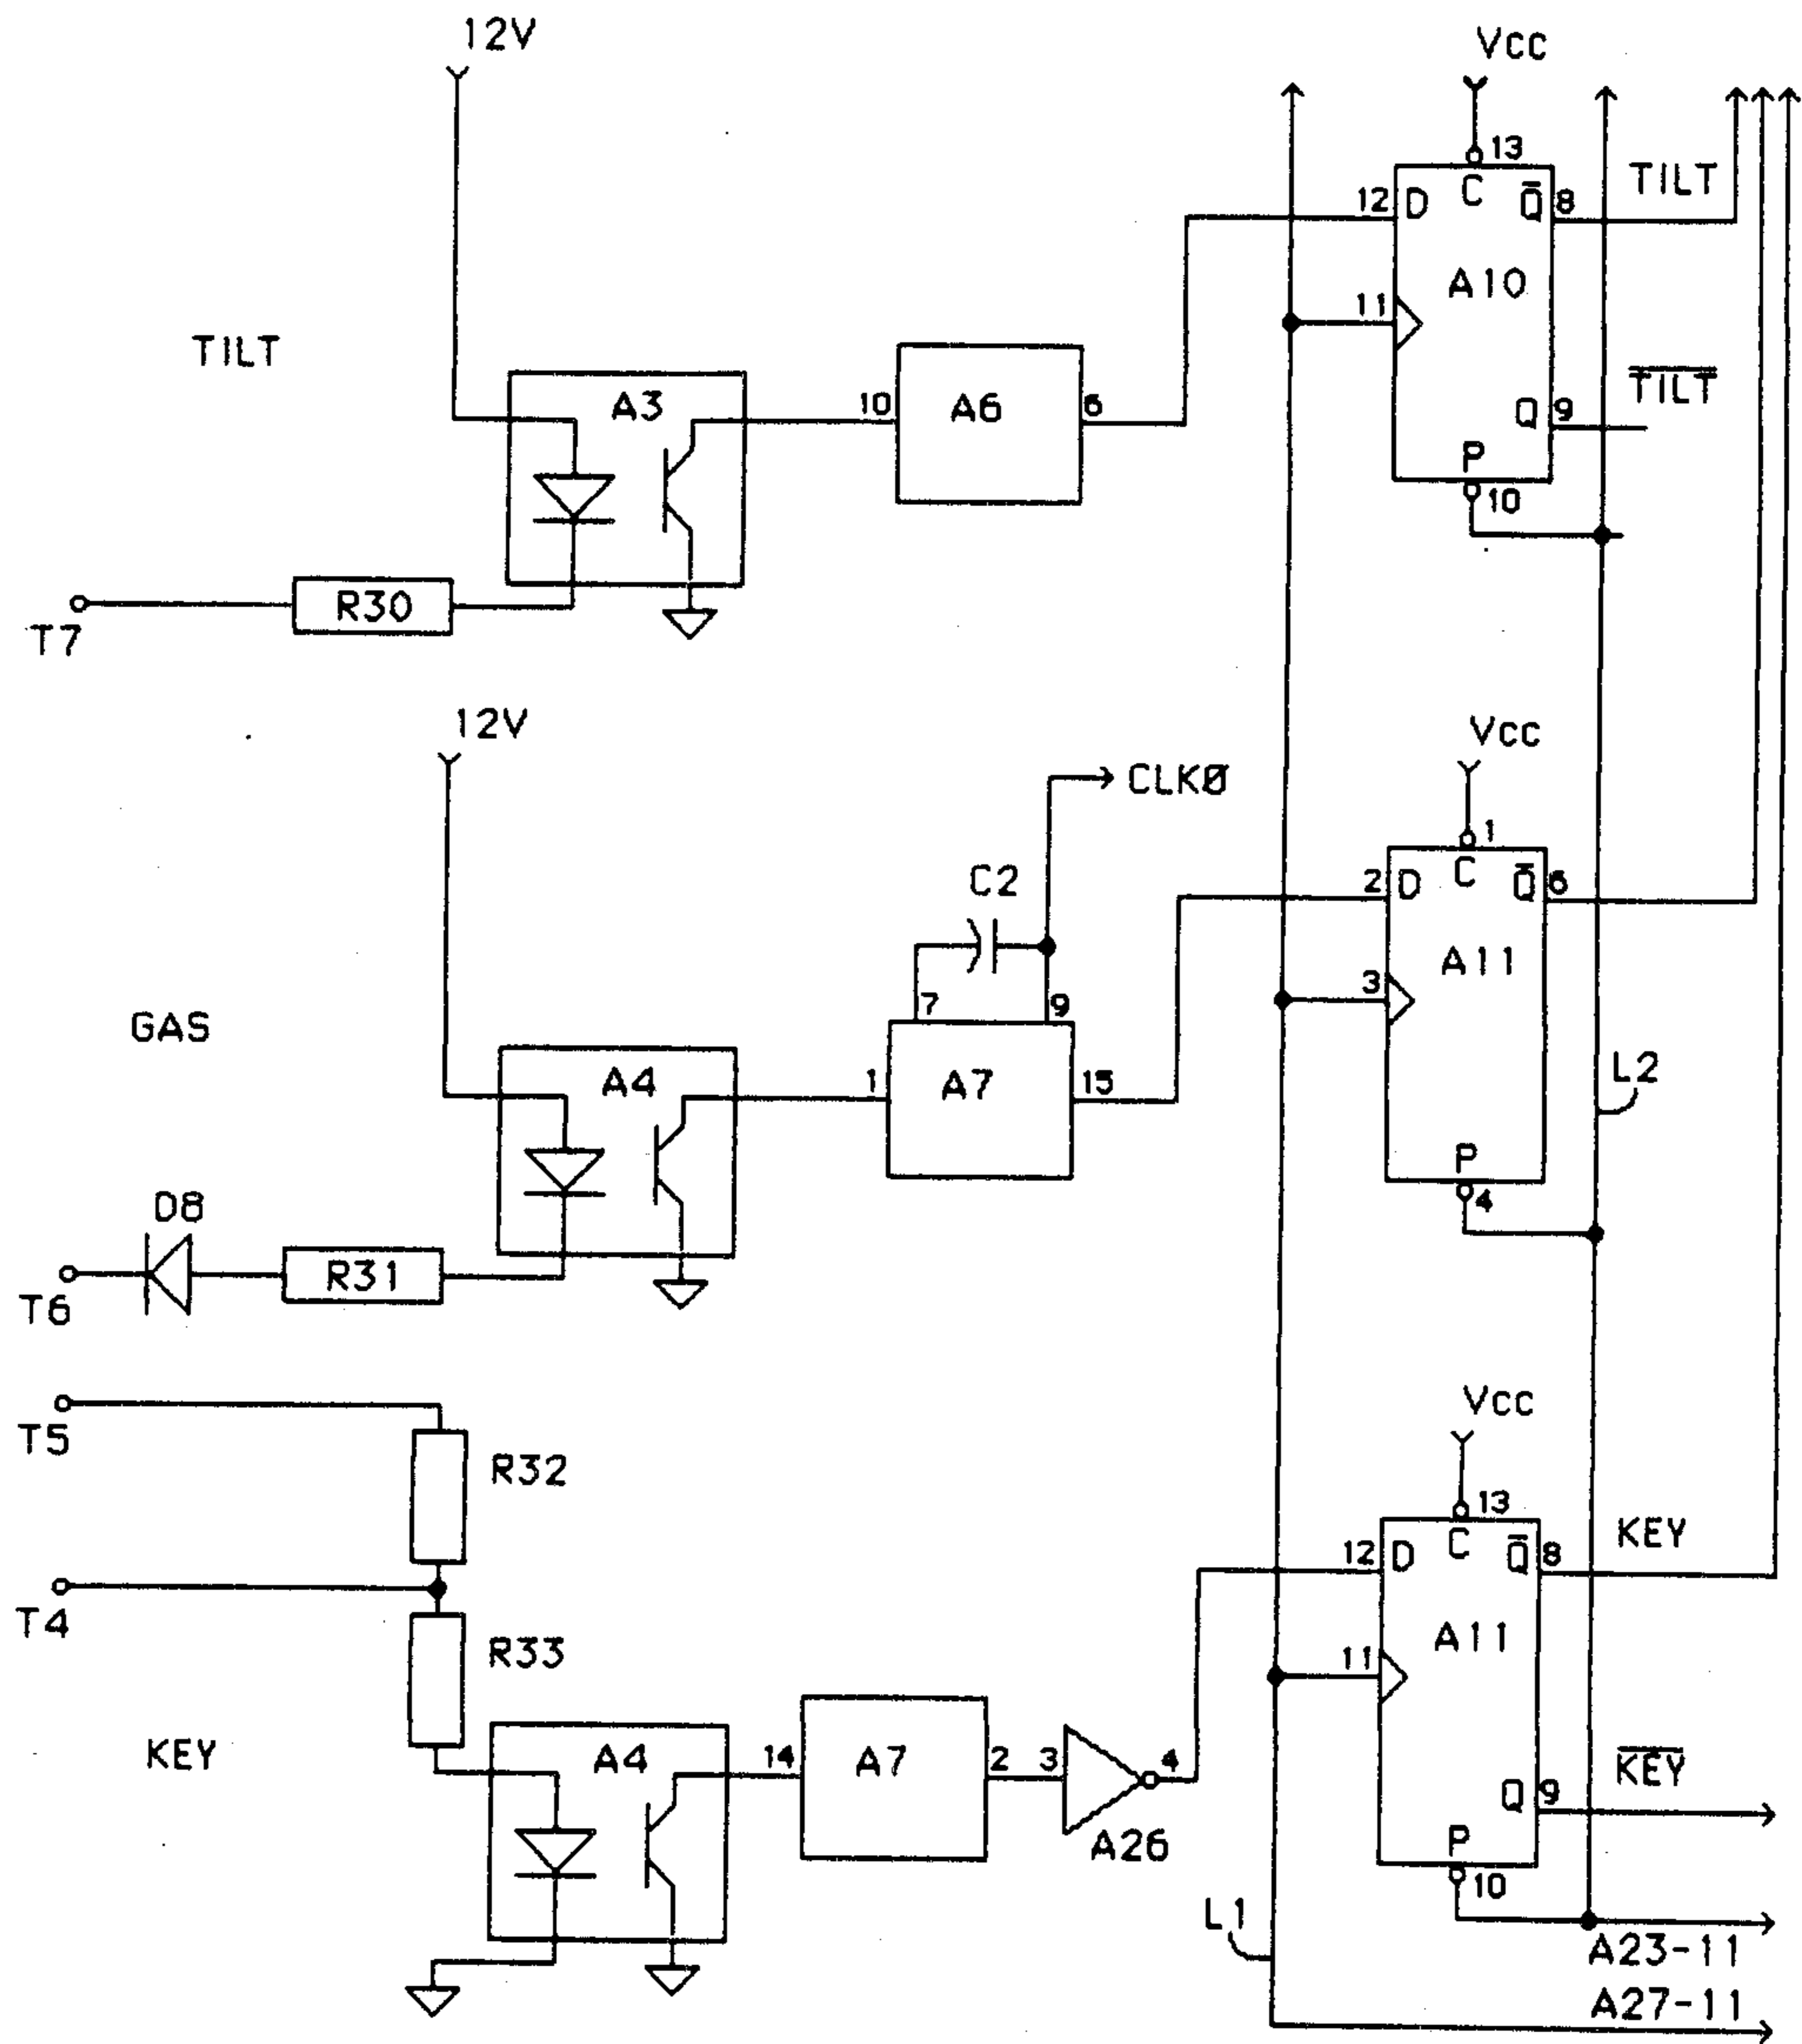 12V
Vcc
13
TILT
12 D C Q̅ 8
A10
11
TILT
T̅I̅L̅T̅
A3
10 A6 6
Q 9
P
10
R30
T7
12V
Vcc
CLKØ
1
C2
2 D C Q̅ 6
A11
3
7 9
GAS
L2
A4
1 A7 15
P
4
D8
R31
T6
T5
Vcc
R32
13
KEY
12 D C Q̅ 8
T4
R33
A11
11
KEY
A4
14 A7 2 3 4
K̅E̅Y̅
Q 9
A26
P
10
L1
A23-11
A27-11